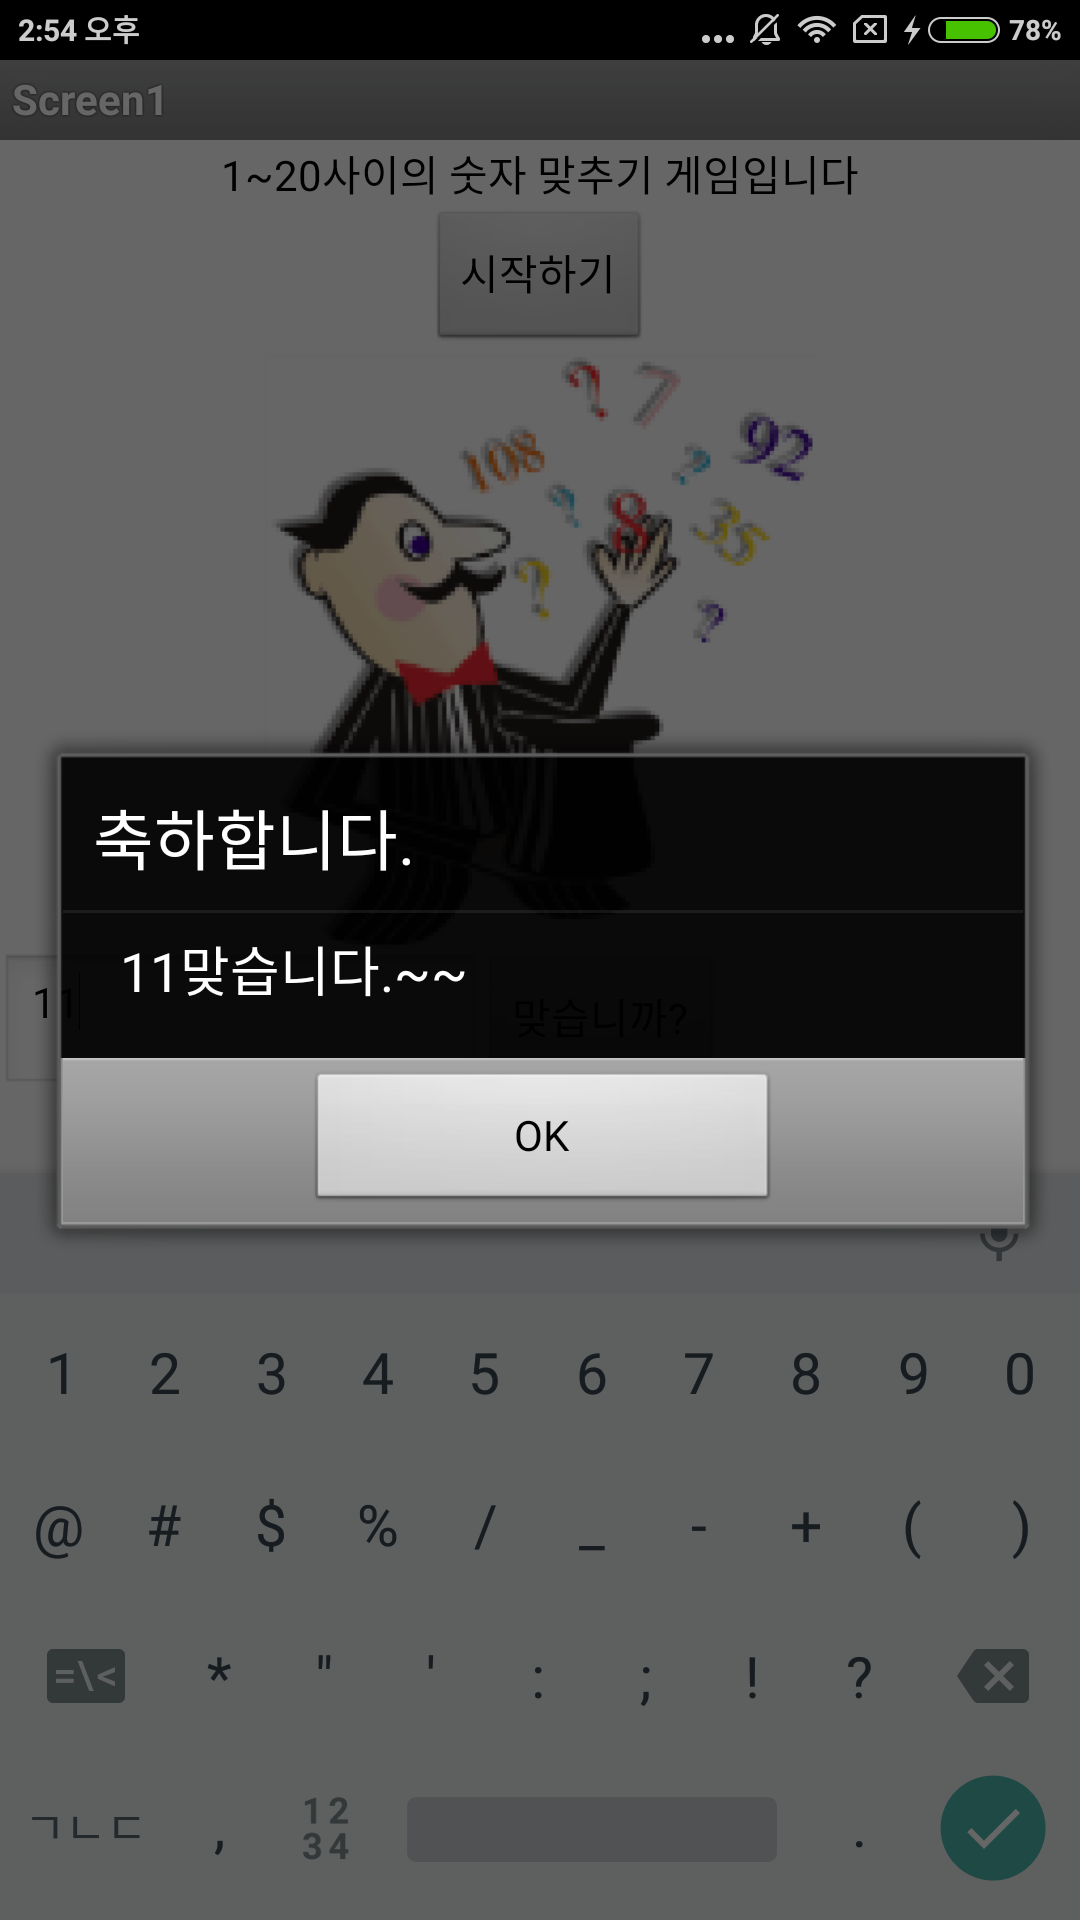 2:54 오후 ... 78%
Screen1
1~20사이의 숫자 맞추기 게임입니다
시작하기
? 7
108 ? 92
? 8 35
?
?
축하합니다.
11맞습니다.~~
11 맞습니까?
OK
1 2 3 4 5 6 7 8 9 0
@ # $ % / _ - + ( )
=\< * " ' : ; ! ?
ㄱㄴㄷ , 12 .
34